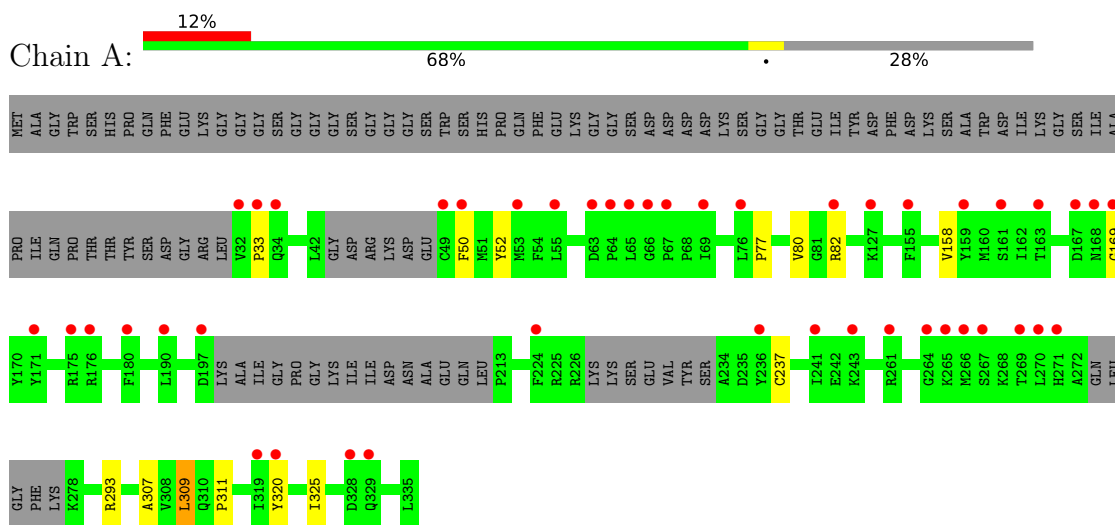 12%
Chain A:
68% • 28%
MET ALA GLY TRP SER HIS PRO GLN PHE GLU LYS GLY GLY GLY SER GLY GLY GLY SER GLY GLY GLY SER TRP SER HIS PRO GLN PHE GLU LYS GLY GLY SER ASP ASP ASP ASP LYS SER GLY GLY THR GLU ILE TYR ASP PHE ASP LYS SER ALA TRP ASP ILE LYS GLY SER ILE ALA
PRO ILE GLN PRO THR THR TYR SER ASP GLY ARG LEU V32 P33 Q34 L42 GLY ASP ARG LYS ASP GLU C49 F50 M51 Y52 M53 F54 L55 D63 P64 L65 G66 P67 P68 I69 L76 P77 V80 G81 R82 K127 F155 V158 Y159 M160 S161 I162 T163 D167 N168 C169
Y170 Y171 R175 R176 F180 L190 D197 LYS ALA ILE GLY PRO GLY LYS ILE ASP ASN ALA GLU GLN LEU P213 F224 R225 R226 LYS LYS SER GLU VAL TYR SER A234 D235 Y236 C237 I241 E242 K243 R261 G264 K265 M266 S267 K268 T269 L270 H271 A272 GLN LEU
GLY PHE LYS K278 R293 A307 V308 L309 Q310 P311 I319 Y320 I325 D328 Q329 L335